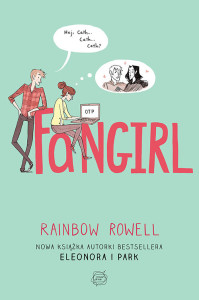 Hej, Cath...
Cath...
Cath?
OTP
FANGIRL
RAINBOW ROWELL
NOWA KSIĄŻKA AUTORKI BESTSELLERA
ELEONORA I PARK